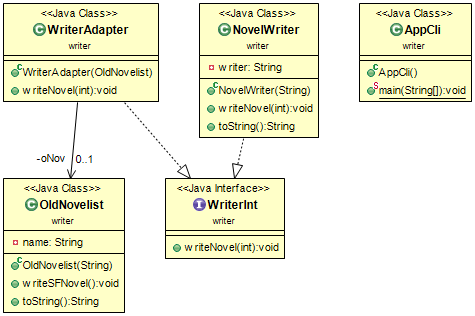 <<Java Class>>
WriterAdapter
writer
WriterAdapter(OldNovelist)
writeNovel(int):void
<<Java Class>>
NovelWriter
writer
writer: String
NovelWriter(String)
writeNovel(int):void
toString():String
<<Java Class>>
AppCli
writer
AppCli()
main(String[]):void
-oNov
0..1
<<Java Class>>
OldNovelist
writer
name: String
OldNovelist(String)
writeSFNovel():void
toString():String
<<Java Interface>>
WriterInt
writer
writeNovel(int):void